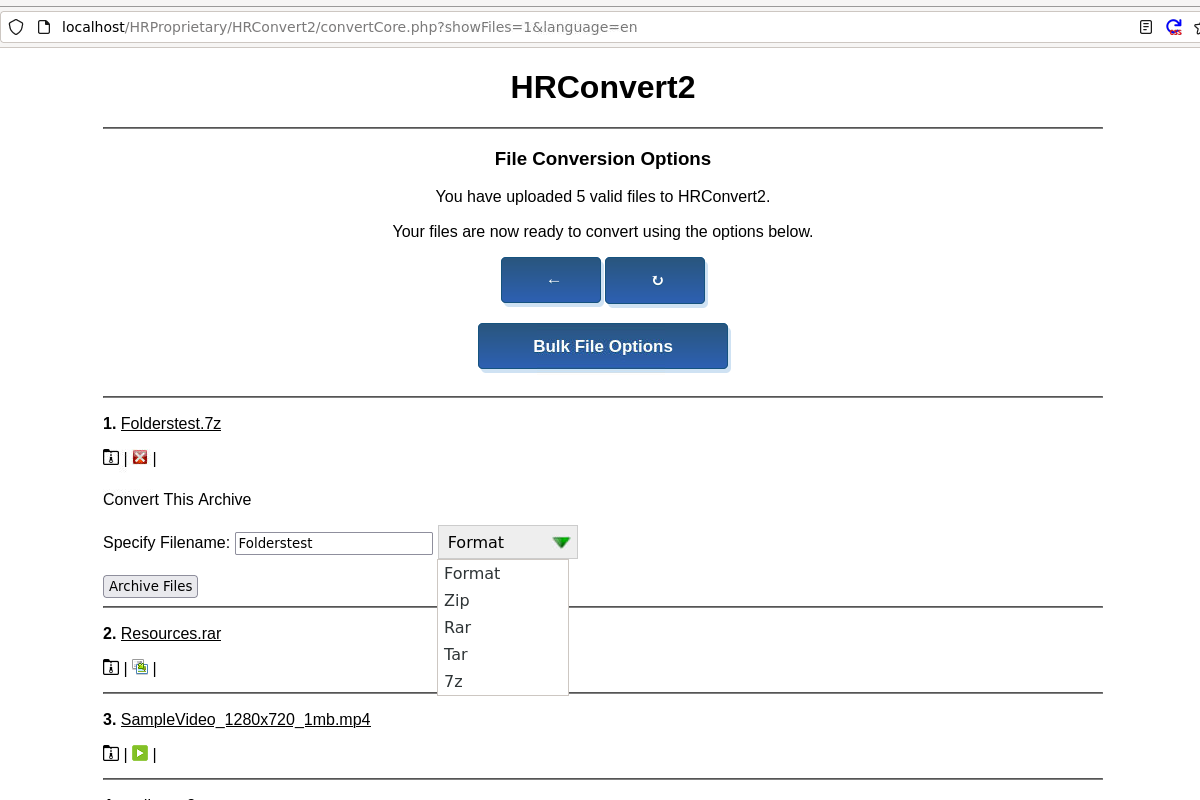 localhost/HRProprietary/HRConvert2/convertCore.php?showFiles=1&language=en
HRConvert2
File Conversion Options
You have uploaded 5 valid files to HRConvert2.
Your files are now ready to convert using the options below.
← ↻
Bulk File Options
1. Folderstest.7z
| |
Convert This Archive
Specify Filename: Folderstest Format
Format
Zip
Rar
Tar
7z
Archive Files
2. Resources.rar
| |
3. SampleVideo_1280x720_1mb.mp4
| |